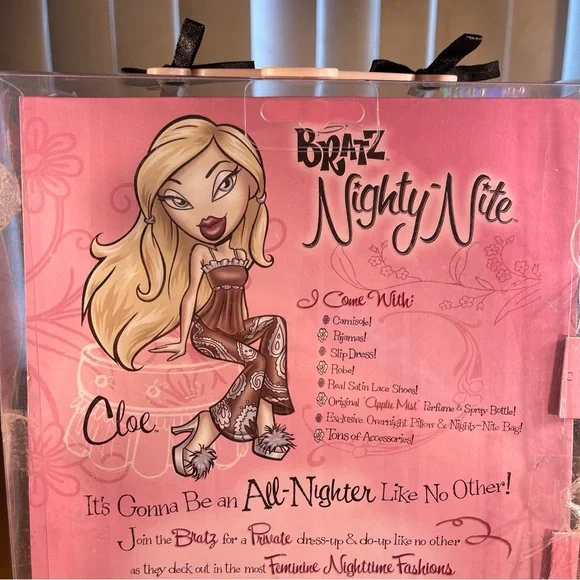 BRATZ™
Nighty-Nite™
I Come With:
Camisole!
Pajamas!
Slip Dress!
Robe!
Real Satin Lace Shoes!
Original "Apple Mist" Perfume & Spray Bottle!
Exclusive Overnight Pillow & Nighty-Nite Bag!
Tons of Accessories!
Cloe™
It's Gonna Be an All-Nighter Like No Other!
Join the Bratz for a Private dress-up & do-up like no other
as they deck out in the most Feminine Nighttime Fashions.